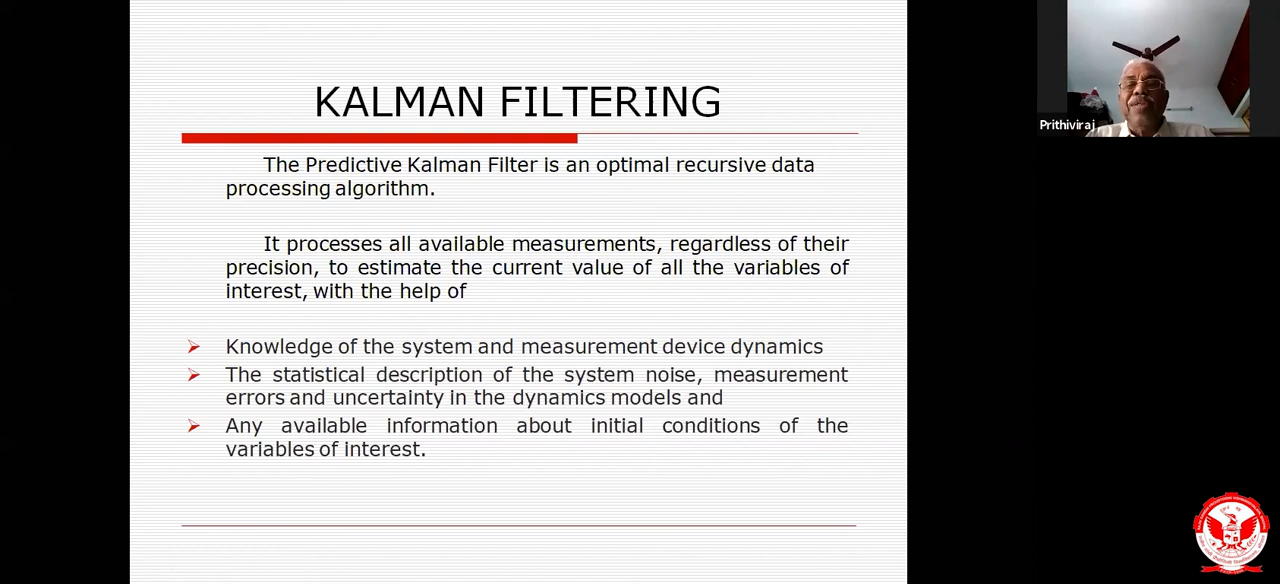 KALMAN FILTERING
The Predictive Kalman Filter is an optimal recursive data
processing algorithm.
It processes all available measurements, regardless of their
precision, to estimate the current value of all the variables of
interest, with the help of
Knowledge of the system and measurement device dynamics
The statistical description of the system noise, measurement
errors and uncertainty in the dynamics models and
Any available information about initial conditions of the
variables of interest.
Prithiviraj